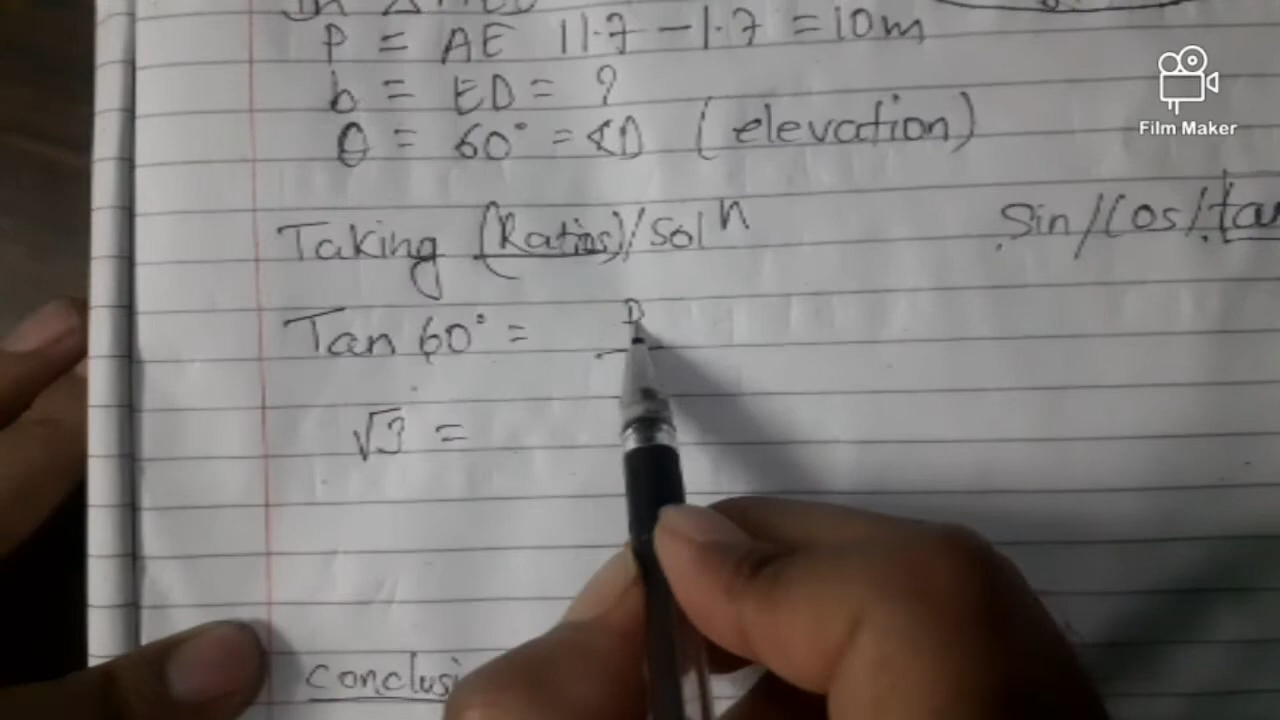 P = AE 11.7 - 1.7 = 10m
b = ED = ?
θ = 60° = ∢D (elevation)
Film Maker
Taking (Ratios)/Solⁿ
Sin/Cos/tan
Tan 60° = P
√3 =
conclusi